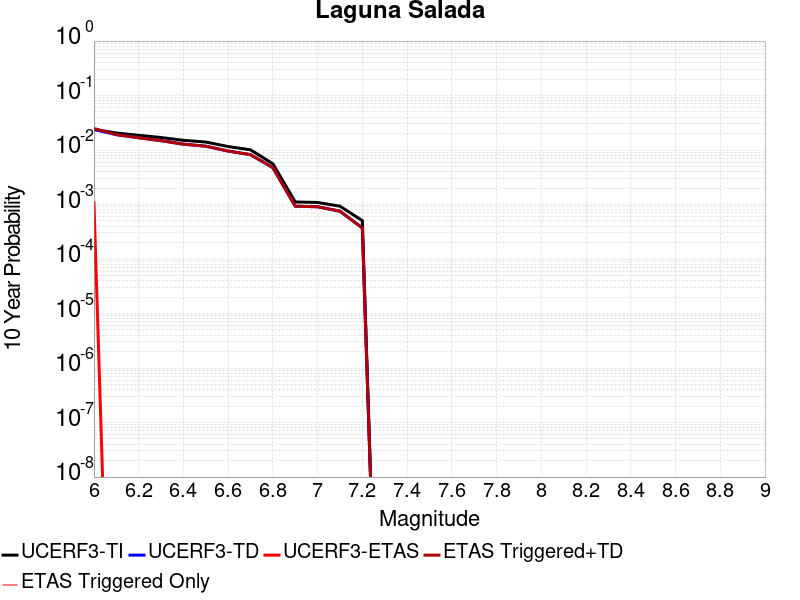 Laguna Salada
10 Year Probability
10^0
10^-1
10^-2
10^-3
10^-4
10^-5
10^-6
10^-7
10^-8
6 6.2 6.4 6.6 6.8 7 7.2 7.4 7.6 7.8 8 8.2 8.4 8.6 8.8 9
Magnitude
UCERF3-TI UCERF3-TD UCERF3-ETAS ETAS Triggered+TD
ETAS Triggered Only